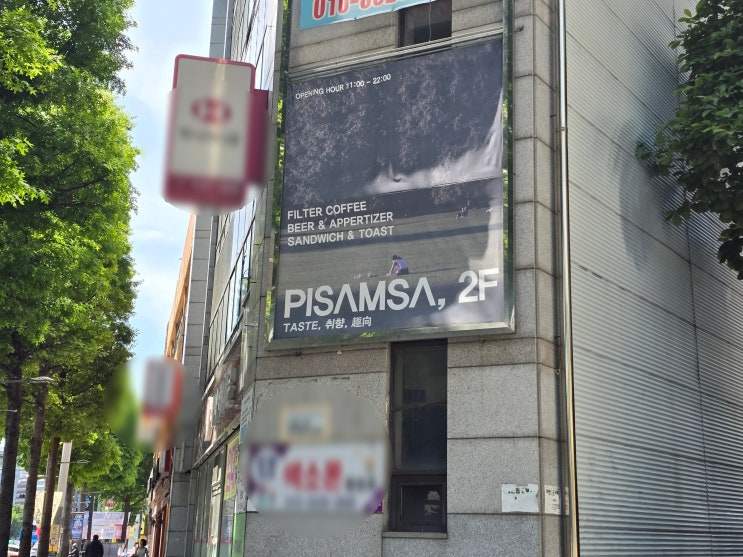 OPENING HOUR 11:00 - 22:00
FILTER COFFEE
BEER & APPERTIZER
SANDWICH & TOAST
PISAMSA, 2F
TASTE, 취향, 趣向